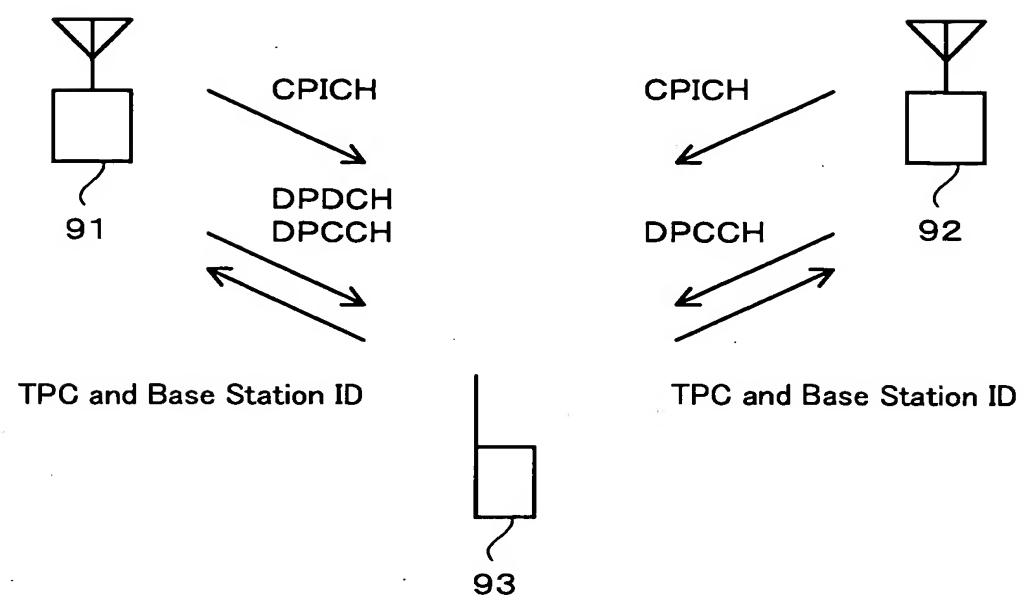 CPICH
CPICH
DPDCH
DPCCH
DPCCH
91
92
TPC and Base Station ID
TPC and Base Station ID
93